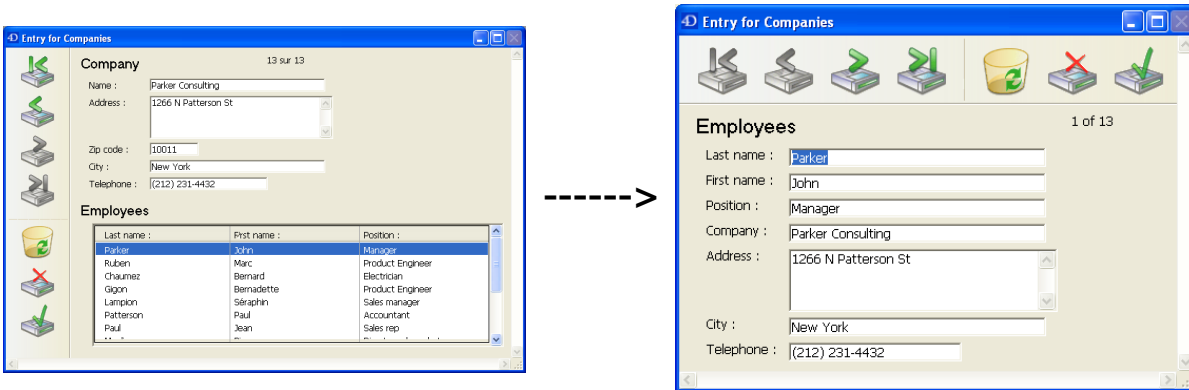 4D Entry for Companies
Company 13 sur 13
Name : Parker Consulting
Address : 1266 N Patterson St
Zip code : 10011
City : New York
Telephone : (212) 231-4432
Employees
Last name : First name : Position :
Parker John Manager
Ruben Marc Product Engineer
Chaumez Bernard Electrician
Gigon Bernadette Product Engineer
Lampion Séraphin Sales manager
Patterson Paul Accountant
Paul Jean Sales rep
------>
4D Entry for Companies
Employees 1 of 13
Last name : Parker
First name : John
Position : Manager
Company : Parker Consulting
Address : 1266 N Patterson St
City : New York
Telephone : (212) 231-4432